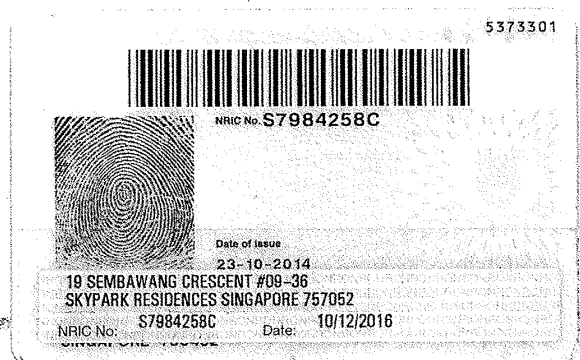 5373301
NRIC No. S7984258C
Date of issue
23-10-2014
19 SEMBAWANG CRESCENT #09-36
SKYPARK RESIDENCES SINGAPORE 757052
NRIC No: S7984258C Date: 10/12/2016
SINGAPORE